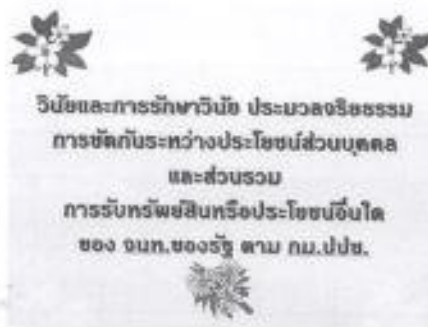 วินัยและการรักษาวินัย ประมวลจริยธรรม
การขัดกันระหว่างประโยชน์ส่วนบุคคล
และส่วนรวม
การรับทรัพย์สินหรือประโยชน์อื่นใด
ของ จนท.ของรัฐ ตาม กม.ปปช.